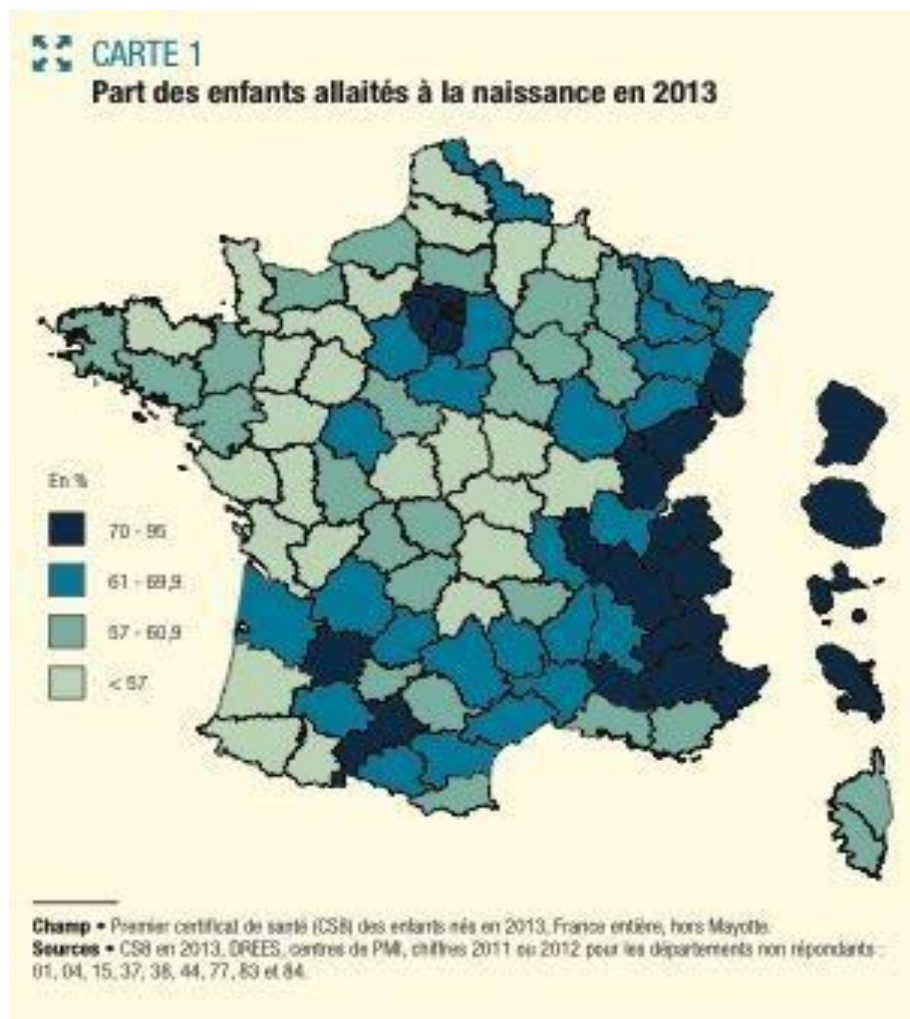 CARTE 1
Part des enfants allaités à la naissance en 2013
En %
70 - 95
61 - 69,9
57 - 60,9
< 57
Champ • Premier certificat de santé (CS8) des enfants nés en 2013, France entière, hors Mayotte.
Sources • CS8 en 2013, DREES, centres de PMI, chiffres 2011 ou 2012 pour les départements non répondants :
01, 04, 15, 37, 38, 44, 77, 83 et 84.